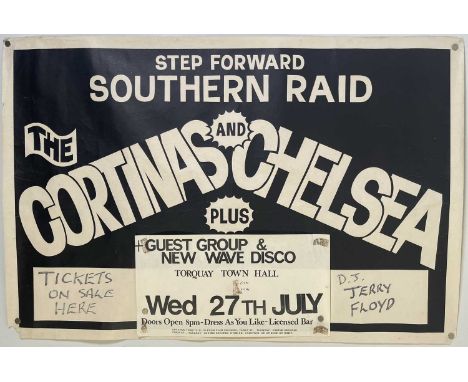 STEP FORWARD
SOUTHERN RAID
THE
CORTINAS AND CHELSEA
PLUS
+GUEST GROUP &
NEW WAVE DISCO
TORQUAY TOWN HALL
Wed 27TH JULY
Doors Open 8pm-Dress As You Like-Licensed Bar
TICKETS
ON SALE
HERE
D.J.
JERRY
FLOYD